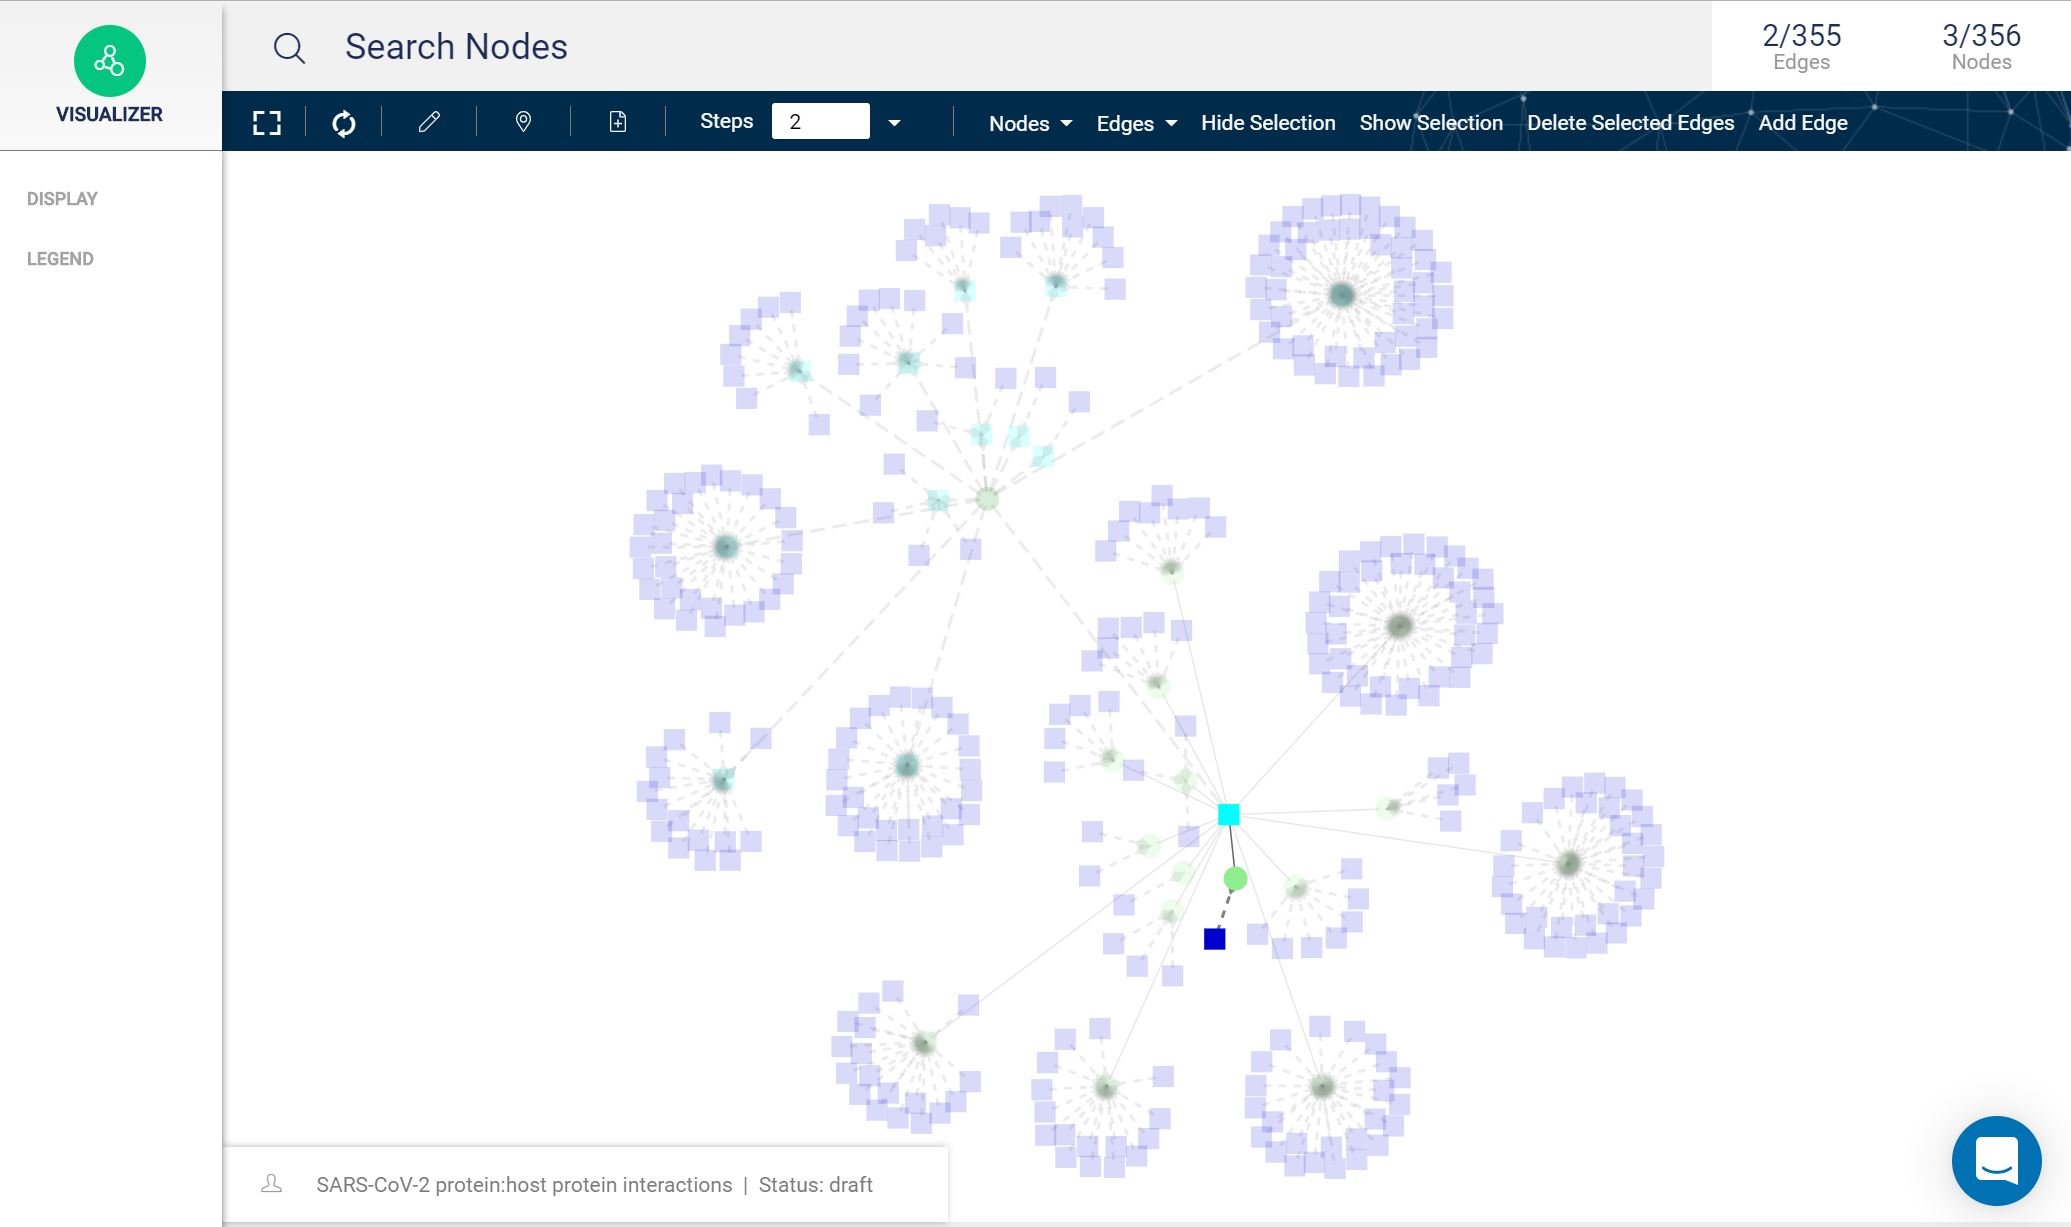 VISUALIZER
Search Nodes
2/355
Edges
3/356
Nodes
Steps 2 Nodes Edges Hide Selection Show Selection Delete Selected Edges Add Edge
DISPLAY
LEGEND
SARS-CoV-2 protein:host protein interactions | Status: draft